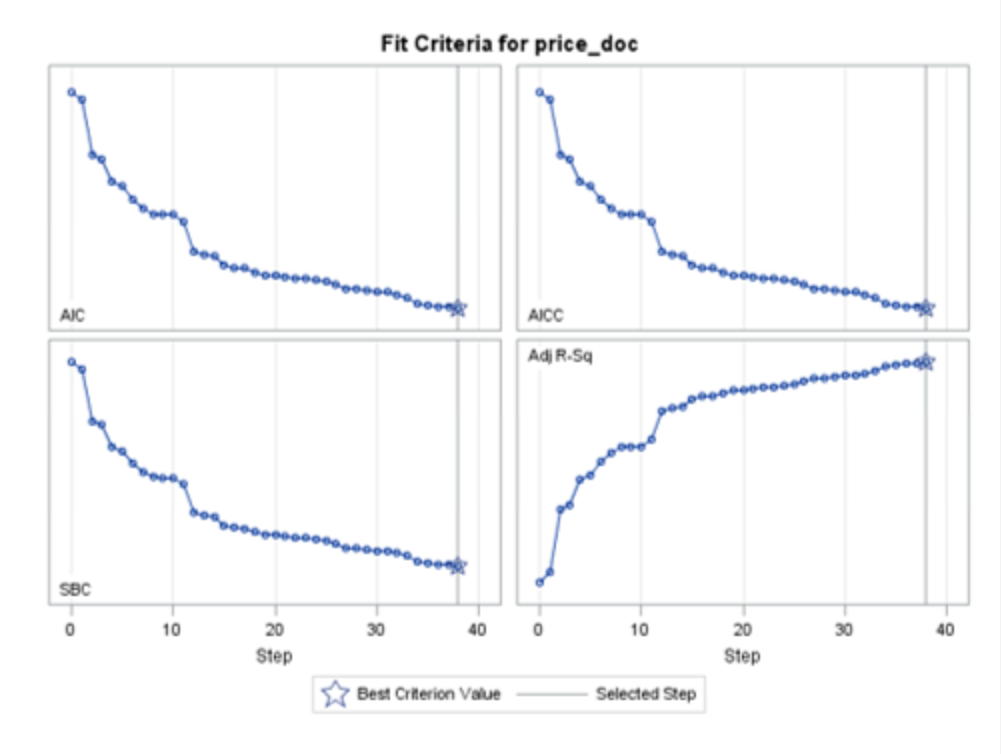 Fit Criteria for price_doc
AIC
AICC
SBC
Adj R-Sq
0 10 20 30 40
0 10 20 30 40
Step
Step
Best Criterion Value
Selected Step